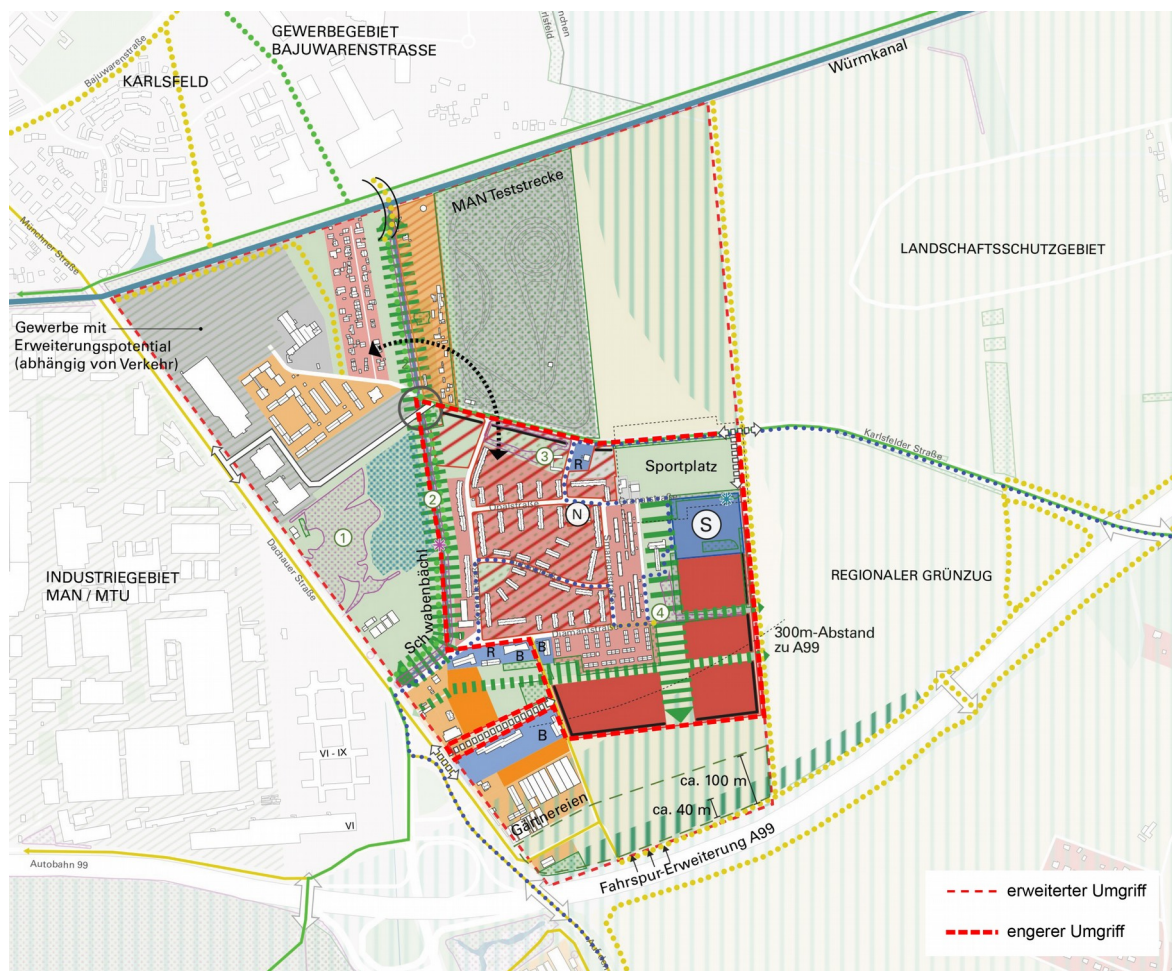 GEWERBEGEBIET
BAJUWARENSTRASSE
Bajuwarenstraße
KARLSFELD
Würmkanal
MAN Teststrecke
Münchner Straße
LANDSCHAFTSSCHUTZGEBIET
Gewerbe mit
Erweiterungspotential
(abhängig von Verkehr)
Karlsfelder Straße
Sportplatz
3
R
2
N
S
1
Dachauer Straße
INDUSTRIEGEBIET
MAN / MTU
REGIONALER GRÜNZUG
Schwabenbächl
4
300m-Abstand
zu A99
R
B
B
B
VI - IX
VI
ca. 100 m
ca. 40 m
Gärtnereien
Autobahn 99
Fahrspur-Erweiterung A99
erweiterter Umgriff
engerer Umgriff